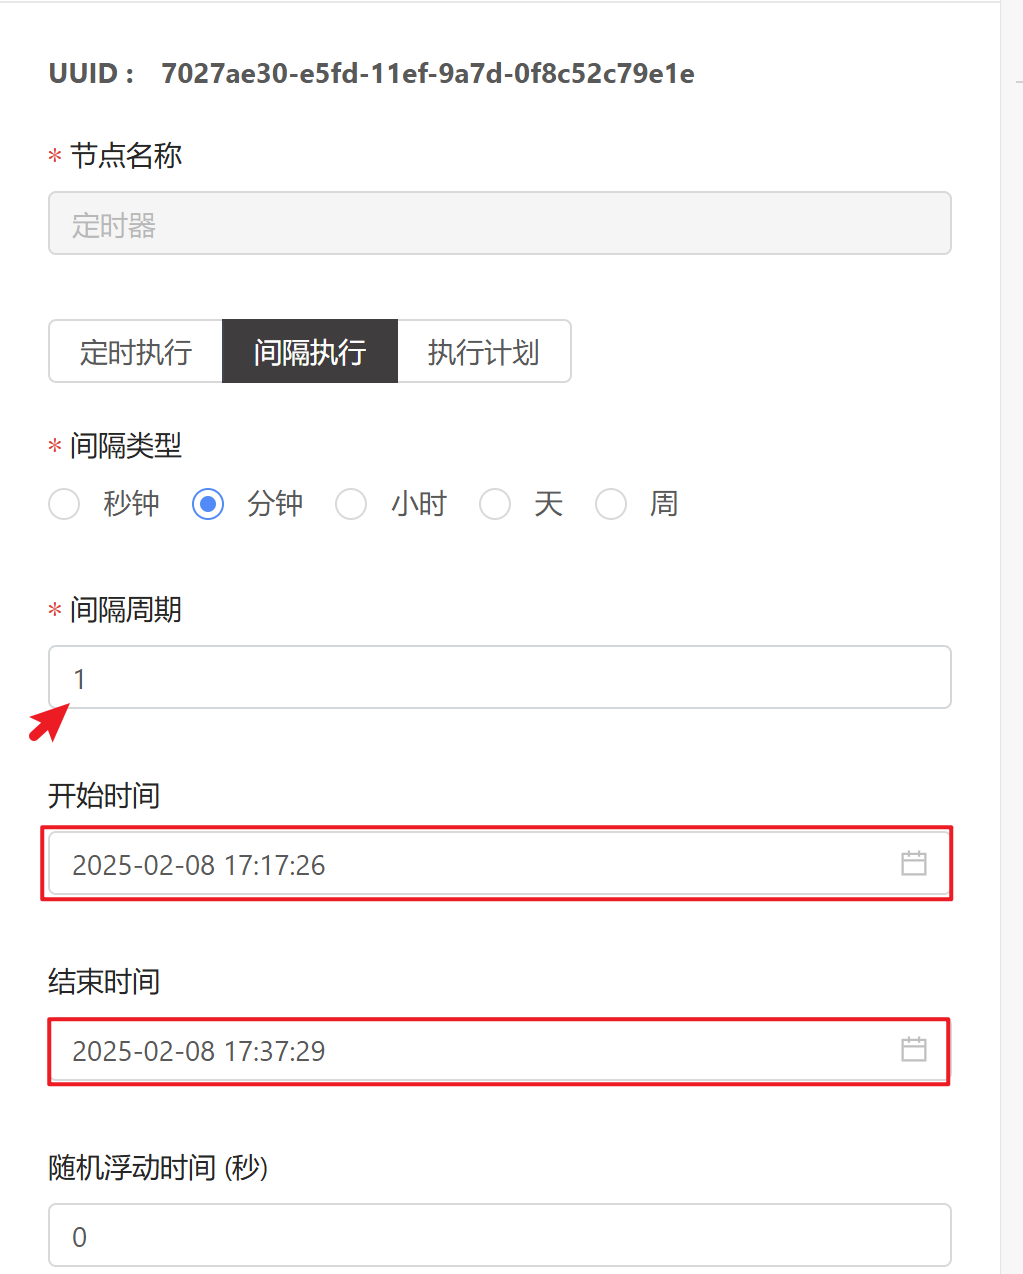 UUID： 7027ae30-e5fd-11ef-9a7d-0f8c52c79e1e
* 节点名称
定时器
定时执行 间隔执行 执行计划
* 间隔类型
秒钟 分钟 小时 天 周
* 间隔周期
1
开始时间
2025-02-08 17:17:26
结束时间
2025-02-08 17:37:29
随机浮动时间 (秒)
0